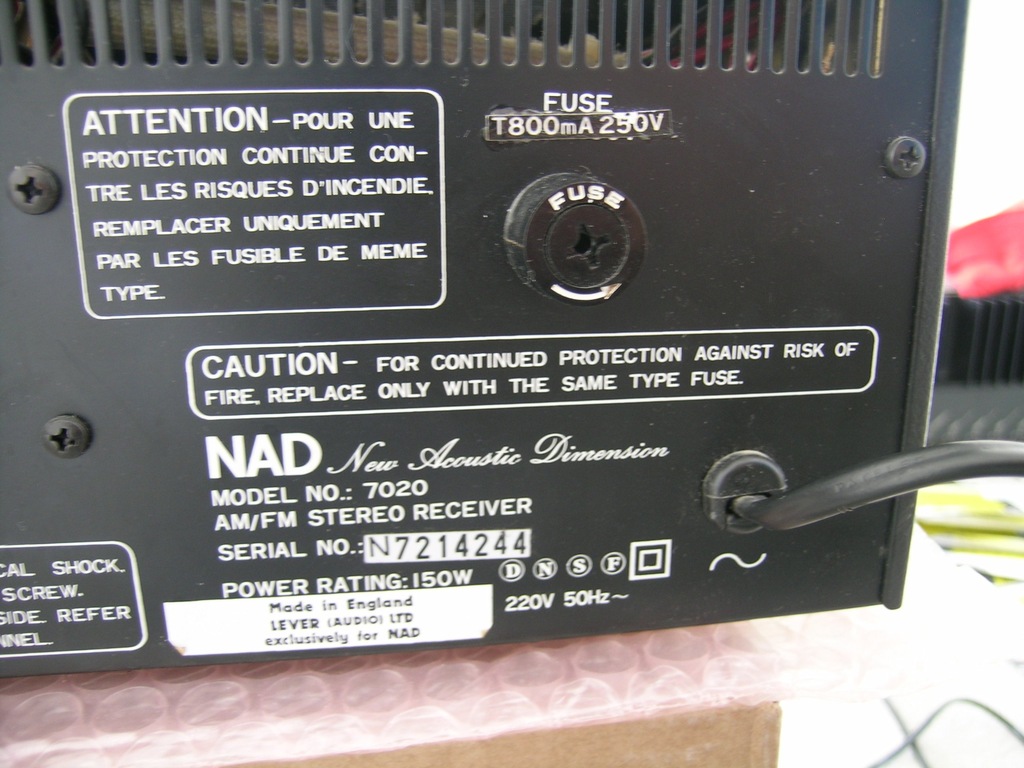 ATTENTION – POUR UNE
PROTECTION CONTINUE CON-
TRE LES RISQUES D'INCENDIE,
REMPLACER UNIQUEMENT
PAR LES FUSIBLE DE MEME
TYPE.
FUSE
T800mA 250V
FUSE
CAUTION – FOR CONTINUED PROTECTION AGAINST RISK OF
FIRE, REPLACE ONLY WITH THE SAME TYPE FUSE.
NAD New Acoustic Dimension
MODEL NO.: 7020
AM/FM STEREO RECEIVER
SERIAL NO.: N7214244
POWER RATING: 150W
D N S F
220V 50Hz~
Made in England
LEVER (AUDIO) LTD
exclusively for NAD
CAL SHOCK.
SCREW.
SIDE. REFER
NNEL.